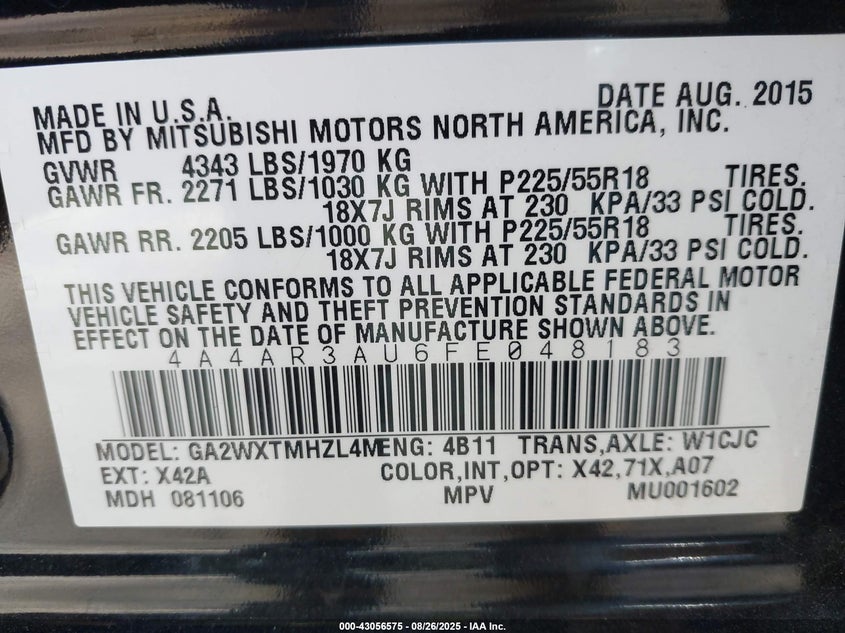 MADE IN U.S.A. DATE AUG. 2015
MFD BY MITSUBISHI MOTORS NORTH AMERICA, INC.
GVWR 4343 LBS/1970 KG
GAWR FR. 2271 LBS/1030 KG WITH P225/55R18 TIRES.
18X7J RIMS AT 230 KPA/33 PSI COLD.
GAWR RR. 2205 LBS/1000 KG WITH P225/55R18 TIRES.
18X7J RIMS AT 230 KPA/33 PSI COLD.
THIS VEHICLE CONFORMS TO ALL APPLICABLE FEDERAL MOTOR
VEHICLE SAFETY AND THEFT PREVENTION STANDARDS IN
EFFECT ON THE DATE OF MANUFACTURE SHOWN ABOVE.
4A4AR3AU6FE048183
MODEL: GA2WXTMHZL4MENG: 4B11 TRANS,AXLE: W1CJC
EXT: X42A COLOR,INT,OPT: X42,71X,A07
MDH 081106 MPV MU001602
000-43056575 - 08/26/2025 - IAA Inc.